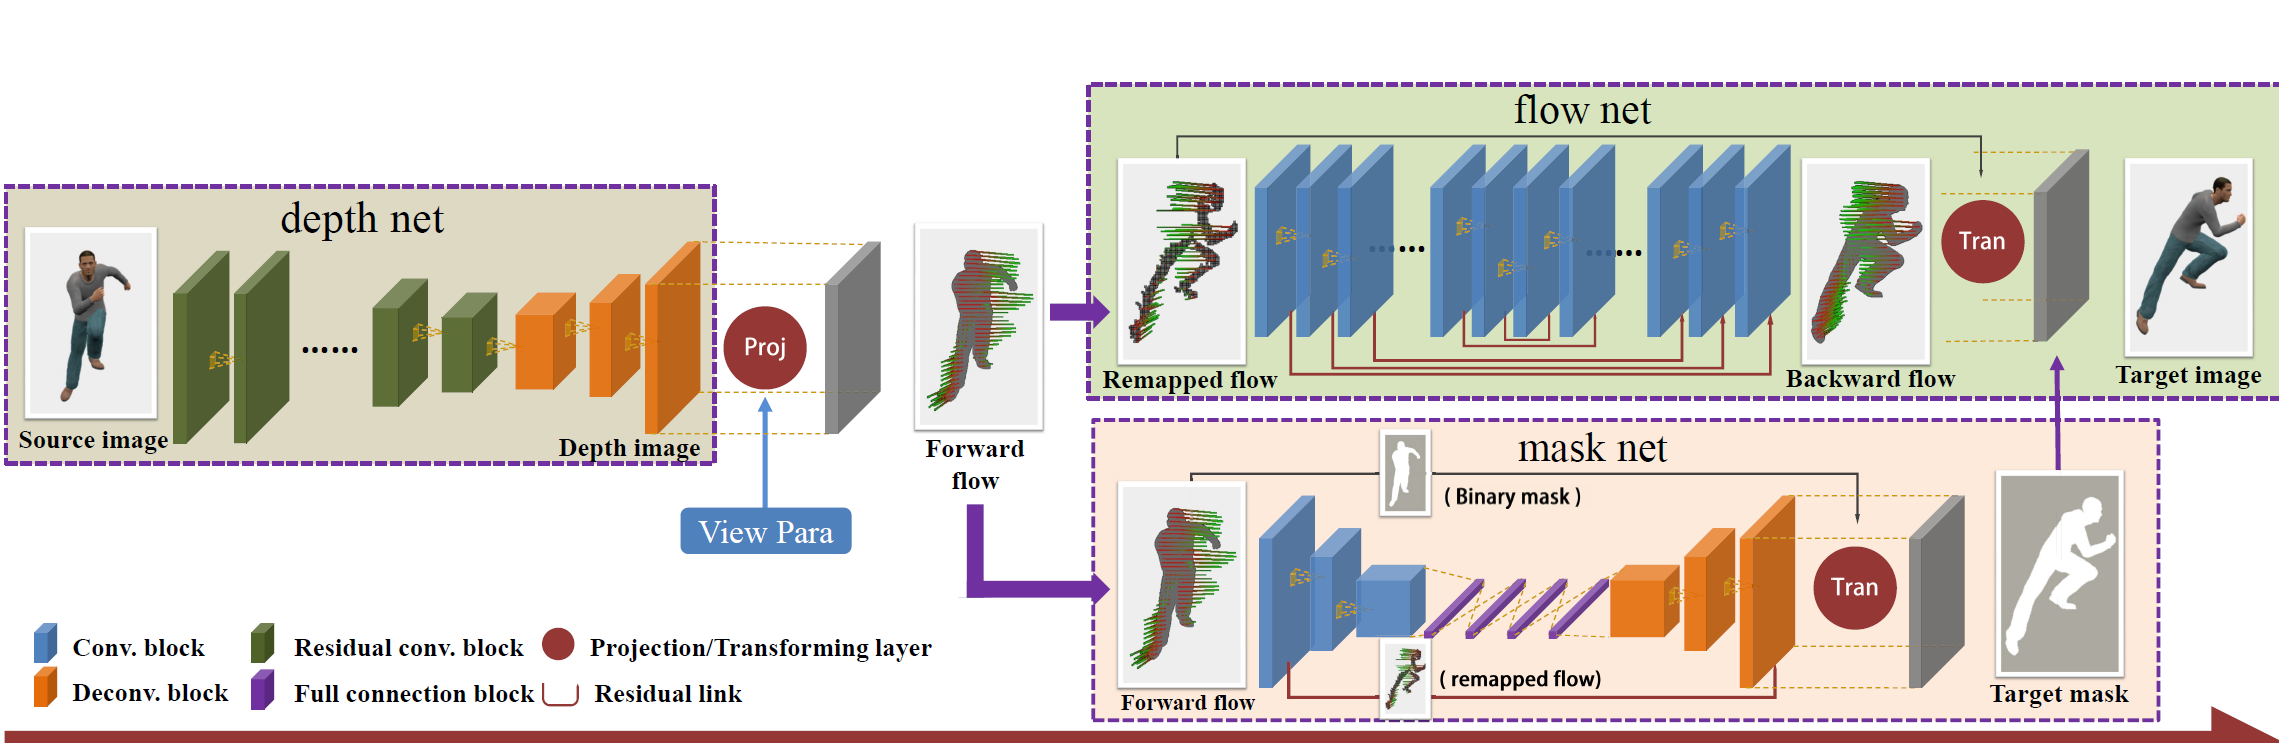 flow net
depth net
Tran
Proj
Remapped flow
Backward flow
Target image
Source image
Depth image
Forward
flow
mask net
( Binary mask )
View Para
Tran
( remapped flow)
Forward flow
Target mask
Conv. block
Residual conv. block
Projection/Transforming layer
Deconv. block
Full connection block
Residual link